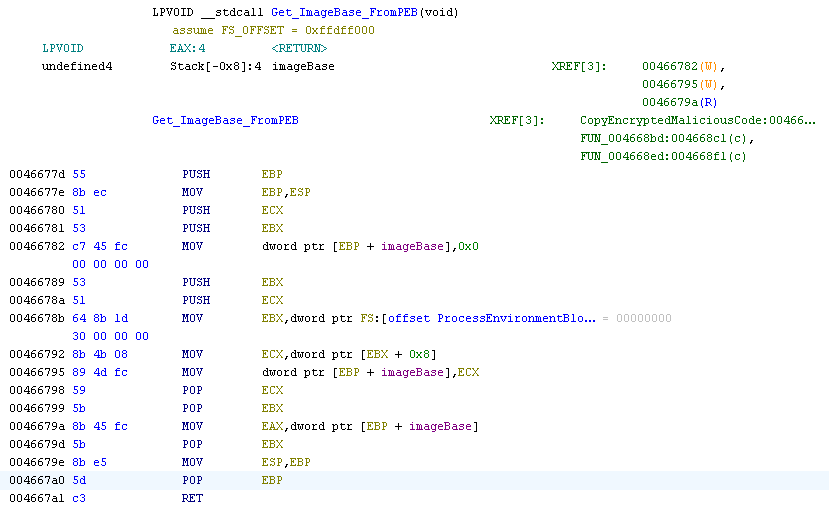 LPVOID __stdcall Get_ImageBase_FromPEB(void)
assume FS_OFFSET = 0xffdff000
LPVOID EAX:4 <RETURN>
undefined4 Stack[-0x8]:4 imageBase XREF[3]: 00466782(W),
00466795(W),
0046679a(R)
Get_ImageBase_FromPEB XREF[3]: CopyEncryptedMaliciousCode:00466...
FUN_004668bd:004668c1(c),
FUN_004668ed:004668f1(c)
0046677d 55 PUSH EBP
0046677e 8b ec MOV EBP,ESP
00466780 51 PUSH ECX
00466781 53 PUSH EBX
00466782 c7 45 fc MOV dword ptr [EBP + imageBase],0x0
00 00 00 00
00466789 53 PUSH EBX
0046678a 51 PUSH ECX
0046678b 64 8b 1d MOV EBX,dword ptr FS:[offset ProcessEnvironmentBlo... = 00000000
30 00 00 00
00466792 8b 4b 08 MOV ECX,dword ptr [EBX + 0x8]
00466795 89 4d fc MOV dword ptr [EBP + imageBase],ECX
00466798 59 POP ECX
00466799 5b POP EBX
0046679a 8b 45 fc MOV EAX,dword ptr [EBP + imageBase]
0046679d 5b POP EBX
0046679e 8b e5 MOV ESP,EBP
004667a0 5d POP EBP
004667a1 c3 RET